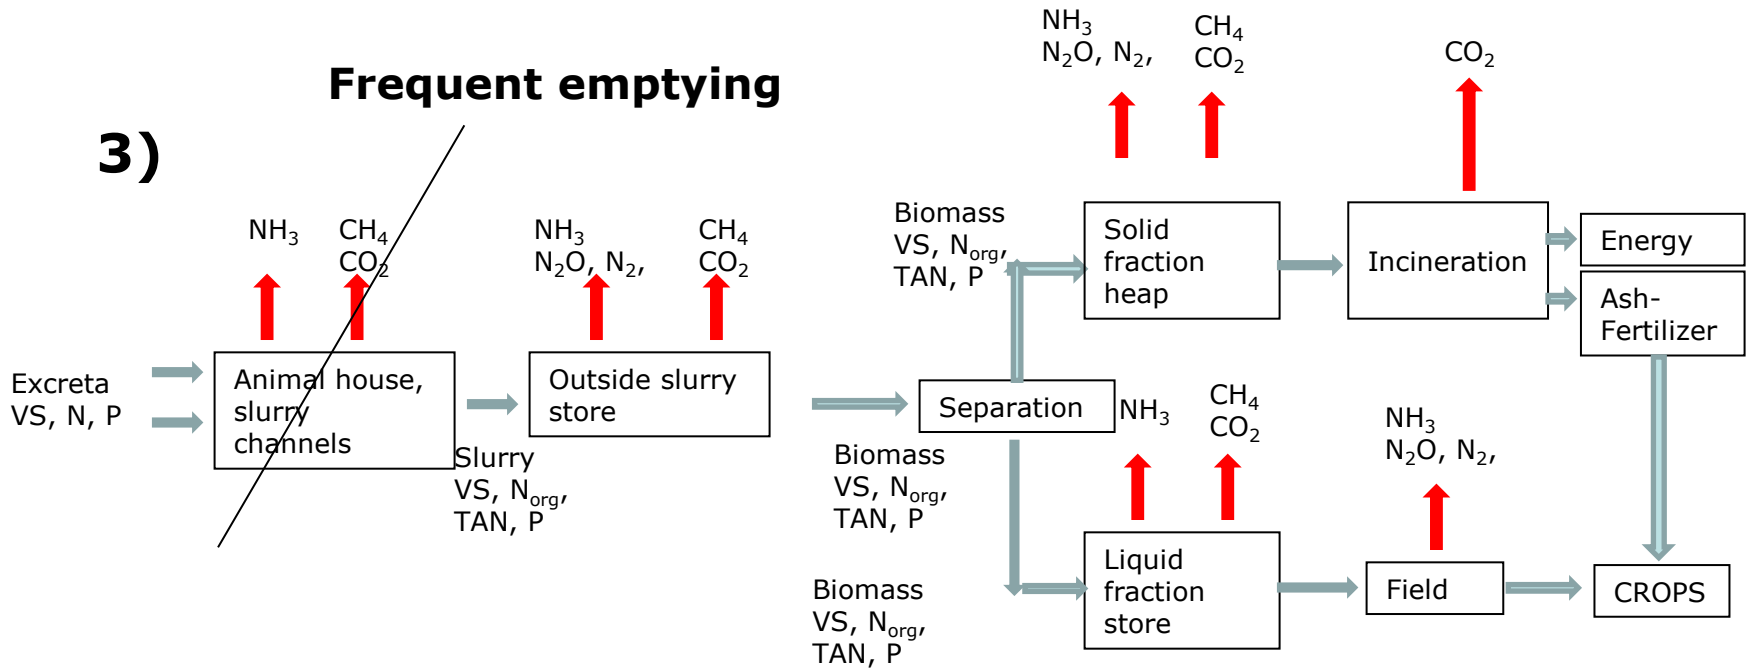 Frequent emptying
3)
NH₃
CH₄
CO₂
Excreta
VS, N, P
Animal house,
slurry
channels
Slurry
VS, Nₒᵣg,
TAN, P
NH₃
N₂O, N₂,
CH₄
CO₂
Outside slurry
store
Separation
Biomass
VS, Nₒᵣg,
TAN, P
Biomass
VS, Nₒᵣg,
TAN, P
NH₃
N₂O, N₂,
CH₄
CO₂
Solid
fraction
heap
CO₂
Incineration
Energy
Ash-
Fertilizer
Biomass
VS, Nₒᵣg,
TAN, P
NH₃
CH₄
CO₂
Liquid
fraction
store
NH₃
N₂O, N₂,
Field
CROPS